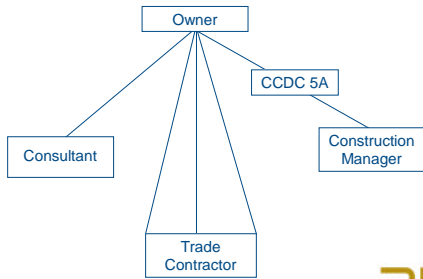 Owner
CCDC 5A
Consultant
Construction
Manager
Trade
Contractor